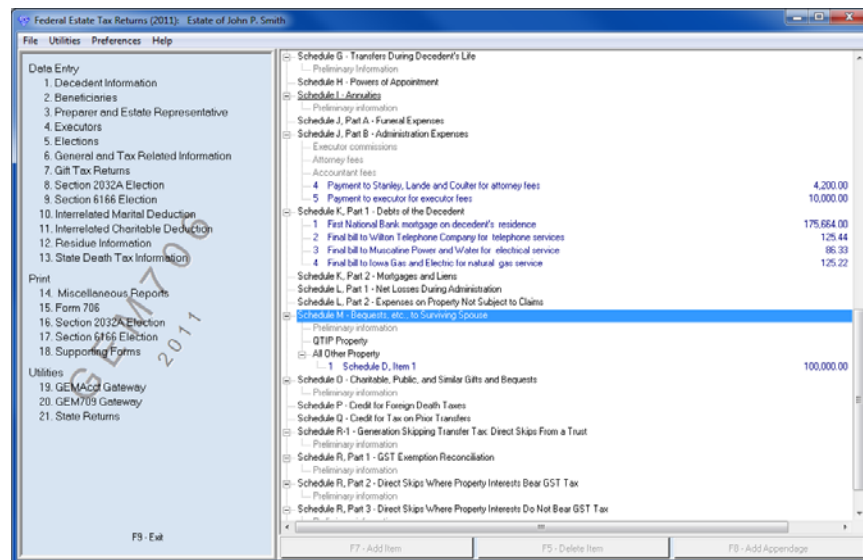 Federal Estate Tax Returns (2011): Estate of John P. Smith
File Utilities Preferences Help
Data Entry
1. Decedent Information
2. Beneficiaries
3. Preparer and Estate Representative
4. Executors
5. Elections
6. General and Tax Related Information
7. Gift Tax Returns
8. Section 2032A Election
9. Section 6166 Election
10. Interrelated Marital Deduction
11. Interrelated Charitable Deduction
12. Residue Information
13. State Death Tax Information
Print
14. Miscellaneous Reports
15. Form 706
16. Section 2032A Election
17. Section 6166 Election
18. Supporting Forms
Utilities
19. GEMAcct Gateway
20. GEM709 Gateway
21. State Returns
GEM706
2011
F9 - Exit
Schedule G - Transfers During Decedent's Life
Preliminary Information
Schedule H - Powers of Appointment
Schedule I - Annuities
Preliminary information
Schedule J, Part A - Funeral Expenses
Schedule J, Part B - Administration Expenses
Executor commissions
Attorney fees
Accountant fees
4 Payment to Stanley, Lande and Coulter for attorney fees 4,200.00
5 Payment to executor for executor fees 10,000.00
Schedule K, Part 1 - Debts of the Decedent
1 First National Bank mortgage on decedent's residence 175,664.00
2 Final bill to Wilton Telephone Company for telephone services 125.44
3 Final bill to Muscatine Power and Water for electrical service 86.33
4 Final bill to Iowa Gas and Electric for natural gas service 125.22
Schedule K, Part 2 - Mortgages and Liens
Schedule L, Part 1 - Net Losses During Administration
Schedule L, Part 2 - Expenses on Property Not Subject to Claims
Schedule M - Bequests, etc., to Surviving Spouse
Preliminary information
QTIP Property
All Other Property
1 Schedule D, Item 1 100,000.00
Schedule O - Charitable, Public, and Similar Gifts and Bequests
Preliminary information
Schedule P - Credit for Foreign Death Taxes
Schedule Q - Credit for Tax on Prior Transfers
Schedule R-1 - Generation Skipping Transfer Tax: Direct Skips From a Trust
Preliminary information
Schedule R, Part 1 - GST Exemption Reconciliation
Preliminary information
Schedule R, Part 2 - Direct Skips Where Property Interests Bear GST Tax
Preliminary information
Schedule R, Part 3 - Direct Skips Where Property Interests Do Not Bear GST Tax
Preliminary information
F7 - Add Item F5 - Delete Item F8 - Add Appendage